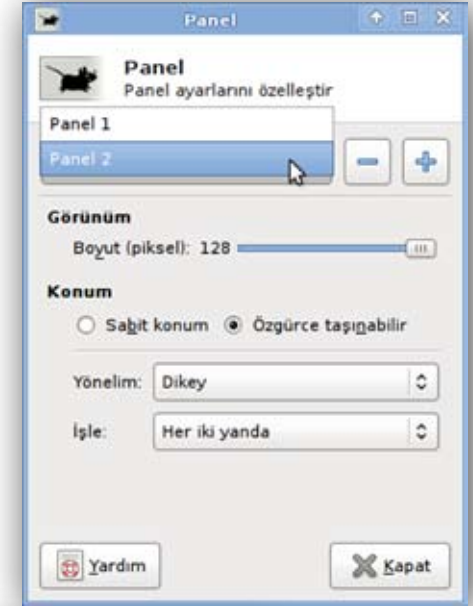 Panel
Panel
Panel ayarlarını özelleştir
Panel 1
Panel 2
Görünüm
Boyut (piksel): 128
Konum
Sabit konum Özgürce taşınabilir
Yönelim: Dikey
İşle: Her iki yanda
Yardım Kapat